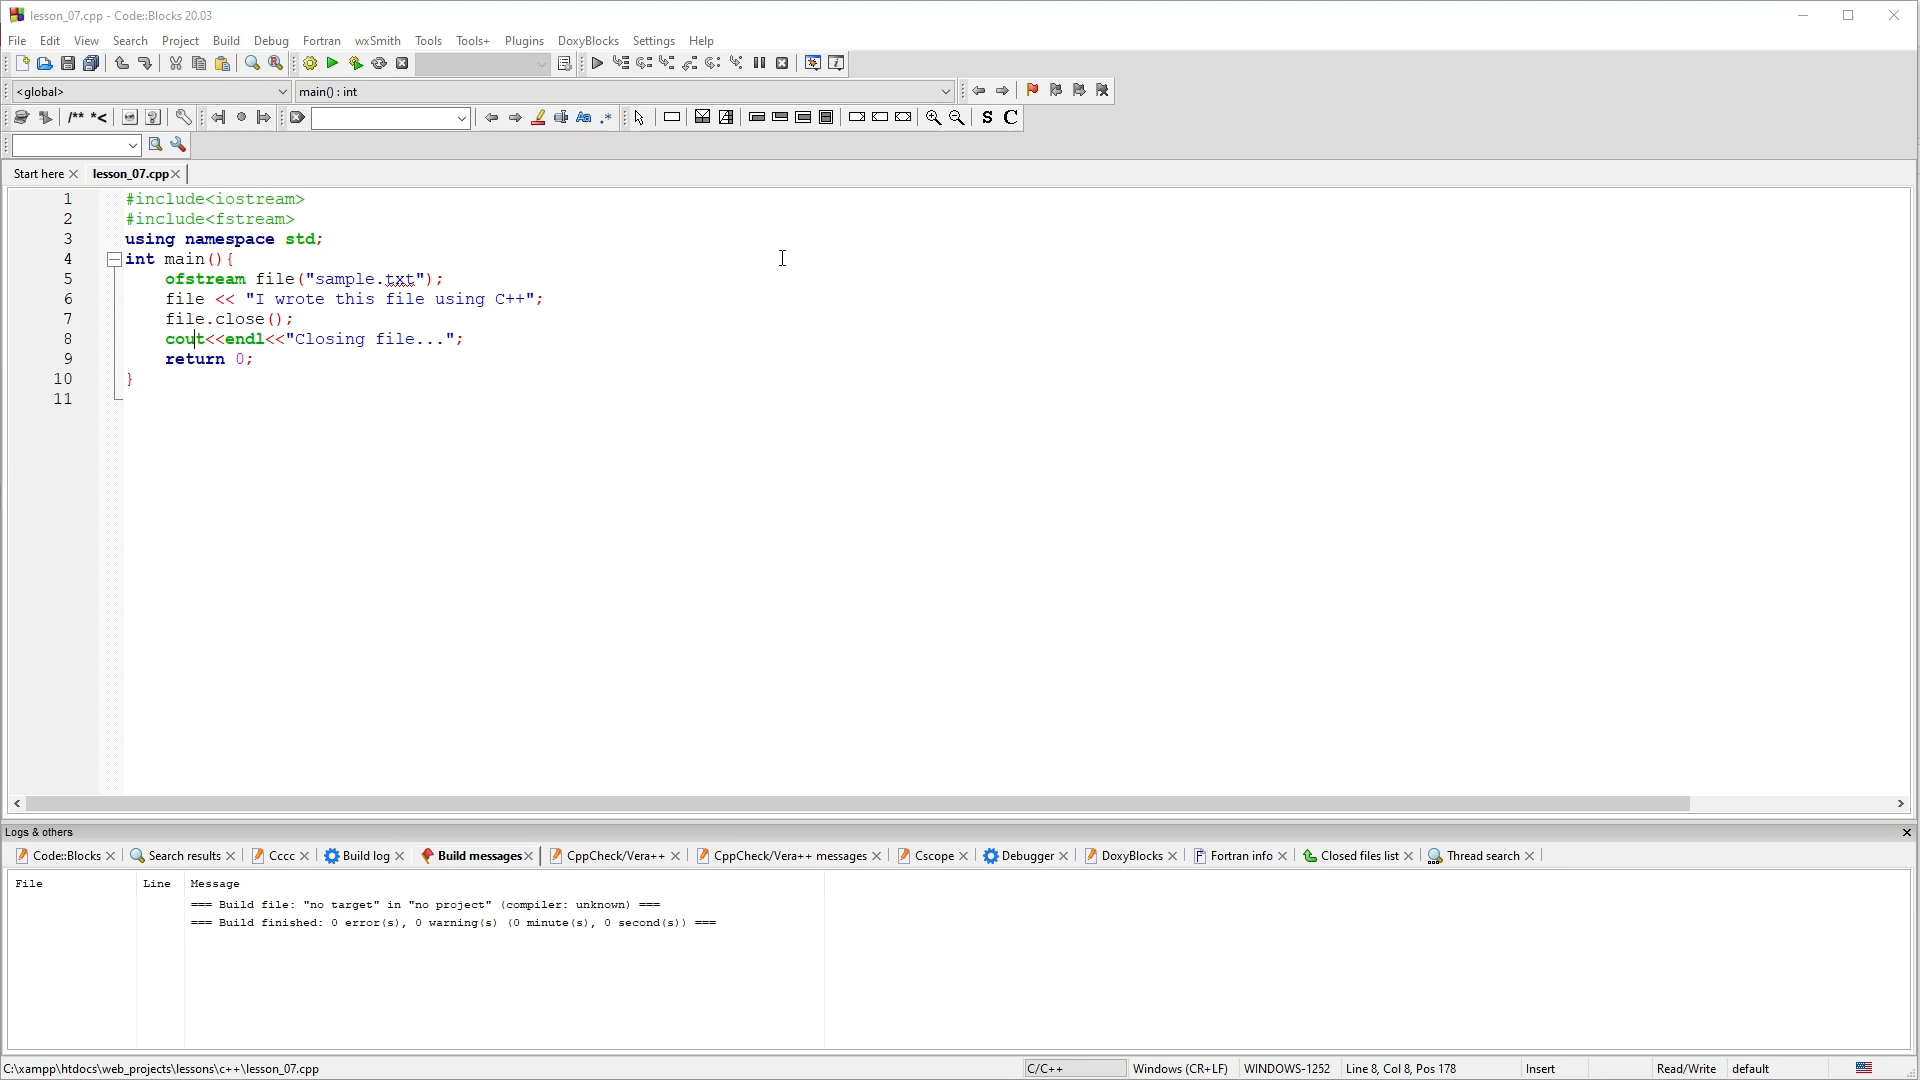 lesson_07.cpp - Code::Blocks 20.03
File Edit View Search Project Build Debug Fortran wxSmith Tools Tools+ Plugins DoxyBlocks Settings Help
<global> main() : int
/** *< Aa .* S C
Start here lesson_07.cpp
1 #include<iostream>
2 #include<fstream>
3 using namespace std;
4 int main(){
5 ofstream file("sample.txt");
6 file << "I wrote this file using C++";
7 file.close();
8 cout<<endl<<"Closing file...";
9 return 0;
10 }
11
Logs & others
Code::Blocks Search results Cccc Build log Build messages CppCheck/Vera++ CppCheck/Vera++ messages Cscope Debugger DoxyBlocks Fortran info Closed files list Thread search
File Line Message
=== Build file: "no target" in "no project" (compiler: unknown) ===
=== Build finished: 0 error(s), 0 warning(s) (0 minute(s), 0 second(s)) ===
C:\xampp\htdocs\web_projects\lessons\c++\lesson_07.cpp C/C++ Windows (CR+LF) WINDOWS-1252 Line 8, Col 8, Pos 178 Insert Read/Write default